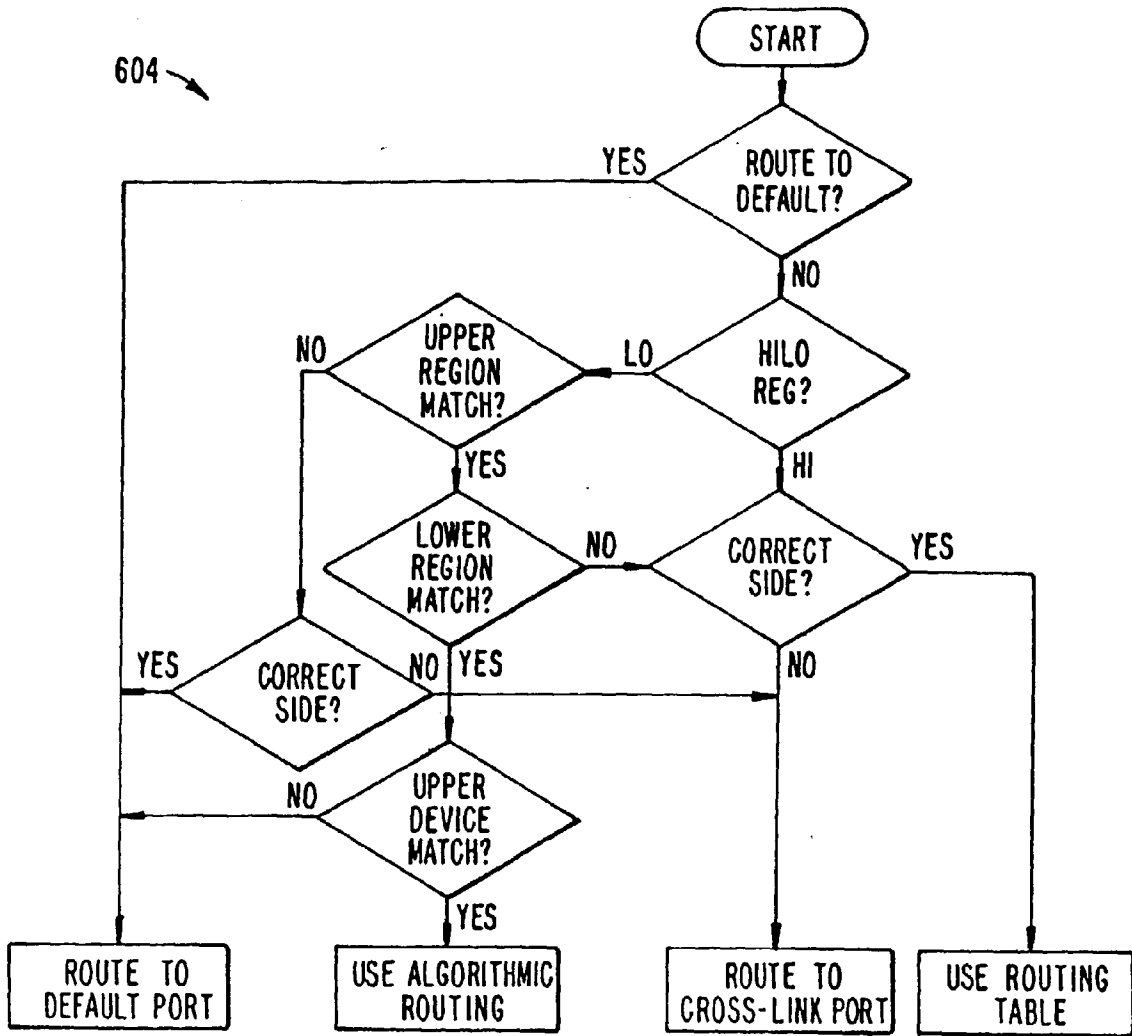 START
604
YES
ROUTE TO
DEFAULT?
NO
NO
UPPER
REGION
MATCH?
LO
HILO
REG?
YES
HI
LOWER
REGION
MATCH?
NO
CORRECT
SIDE?
YES
YES
CORRECT
SIDE?
NO
YES
NO
NO
UPPER
DEVICE
MATCH?
YES
ROUTE TO
DEFAULT PORT
USE ALGORITHMIC
ROUTING
ROUTE TO
CROSS-LINK PORT
USE ROUTING
TABLE